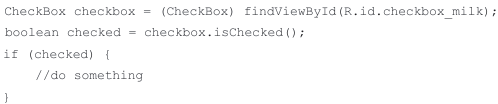 CheckBox checkbox = (CheckBox) findViewById(R.id.checkbox_milk);
boolean checked = checkbox.isChecked();
if (checked) {
    //do something
}